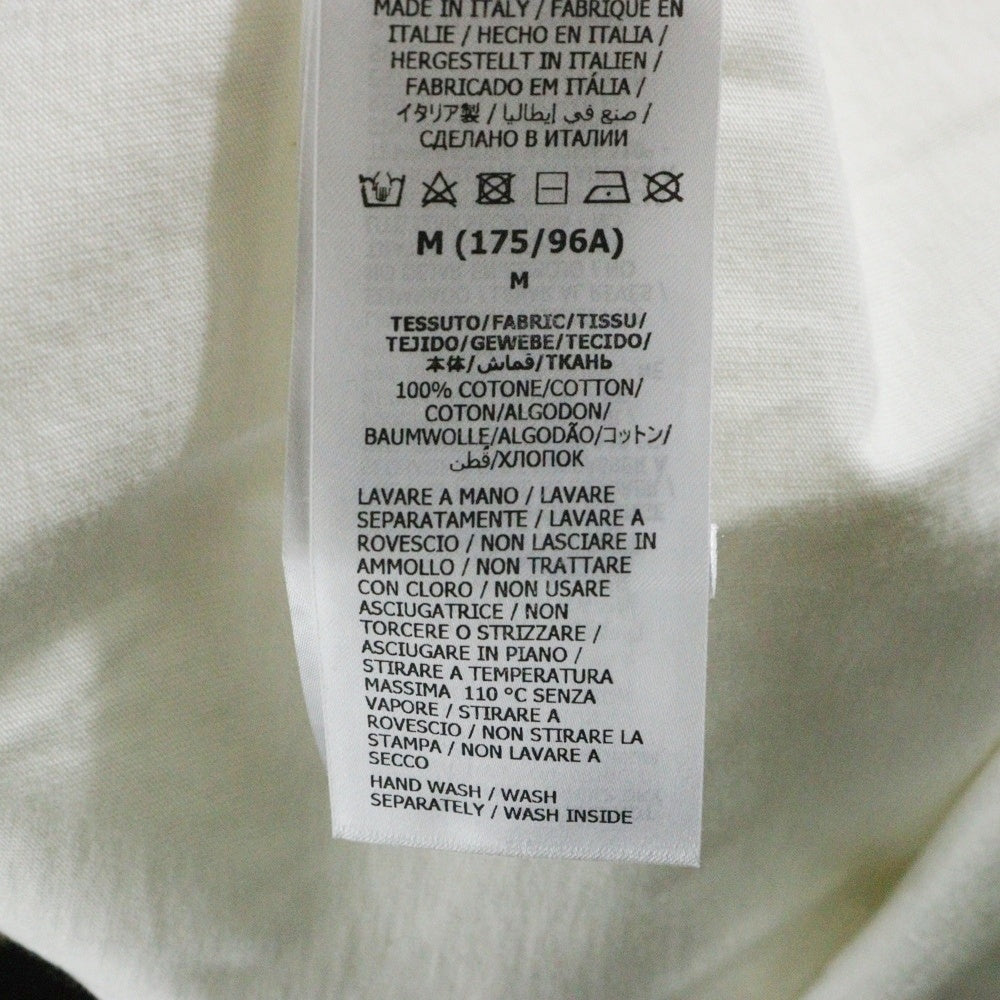 MADE IN ITALY / FABRIQUÉ EN
ITALIE / HECHO EN ITALIA /
HERGESTELLT IN ITALIEN /
FABRICADO EM ITÁLIA /
イタリア製 / صنع في إيطاليا /
СДЕЛАНО В ИТАЛИИ
M (175/96A)
M
TESSUTO/FABRIC/TISSU/
TEJIDO/GEWEBE/TECIDO/
本体/قماش/ТКАНЬ
100% COTONE/COTTON/
COTON/ALGODON/
BAUMWOLLE/ALGODÃO/コットン/
قطن/ХЛОПОК
LAVARE A MANO / LAVARE
SEPARATAMENTE / LAVARE A
ROVESCIO / NON LASCIARE IN
AMMOLLO / NON TRATTARE
CON CLORO / NON USARE
ASCIUGATRICE / NON
TORCERE O STRIZZARE /
ASCIUGARE IN PIANO /
STIRARE A TEMPERATURA
MASSIMA 110 °C SENZA
VAPORE / STIRARE A
ROVESCIO / NON STIRARE LA
STAMPA / NON LAVARE A
SECCO
HAND WASH / WASH
SEPARATELY / WASH INSIDE